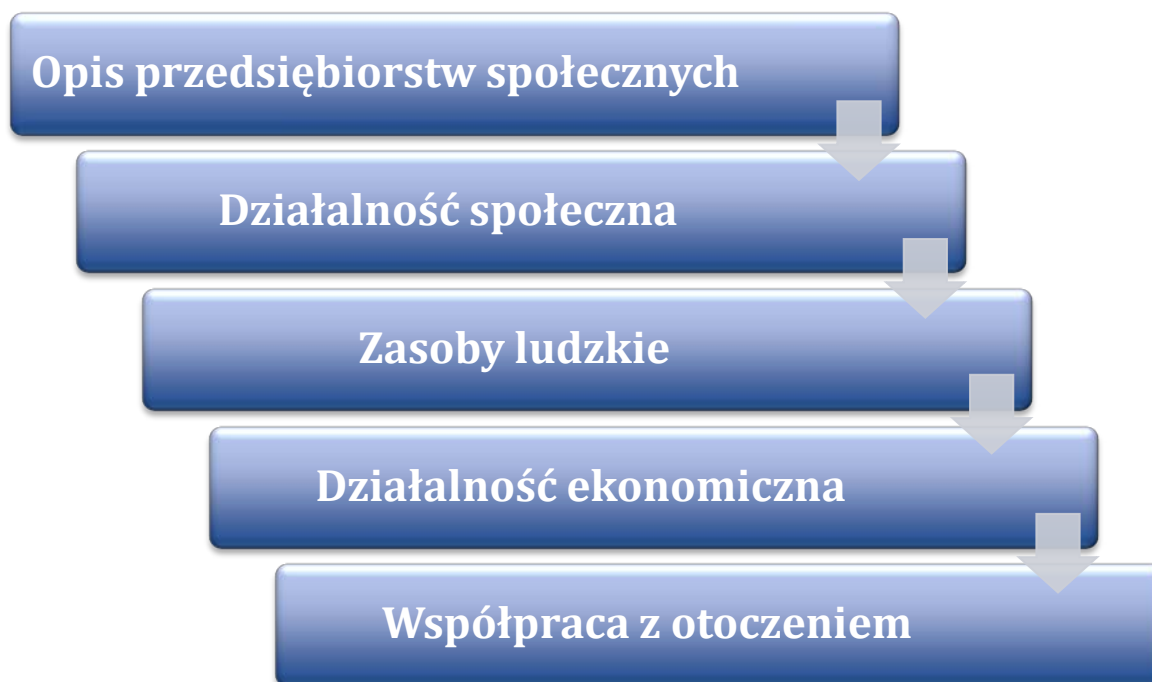 Opis przedsiębiorstw społecznych
Działalność społeczna
Zasoby ludzkie
Działalność ekonomiczna
Współpraca z otoczeniem